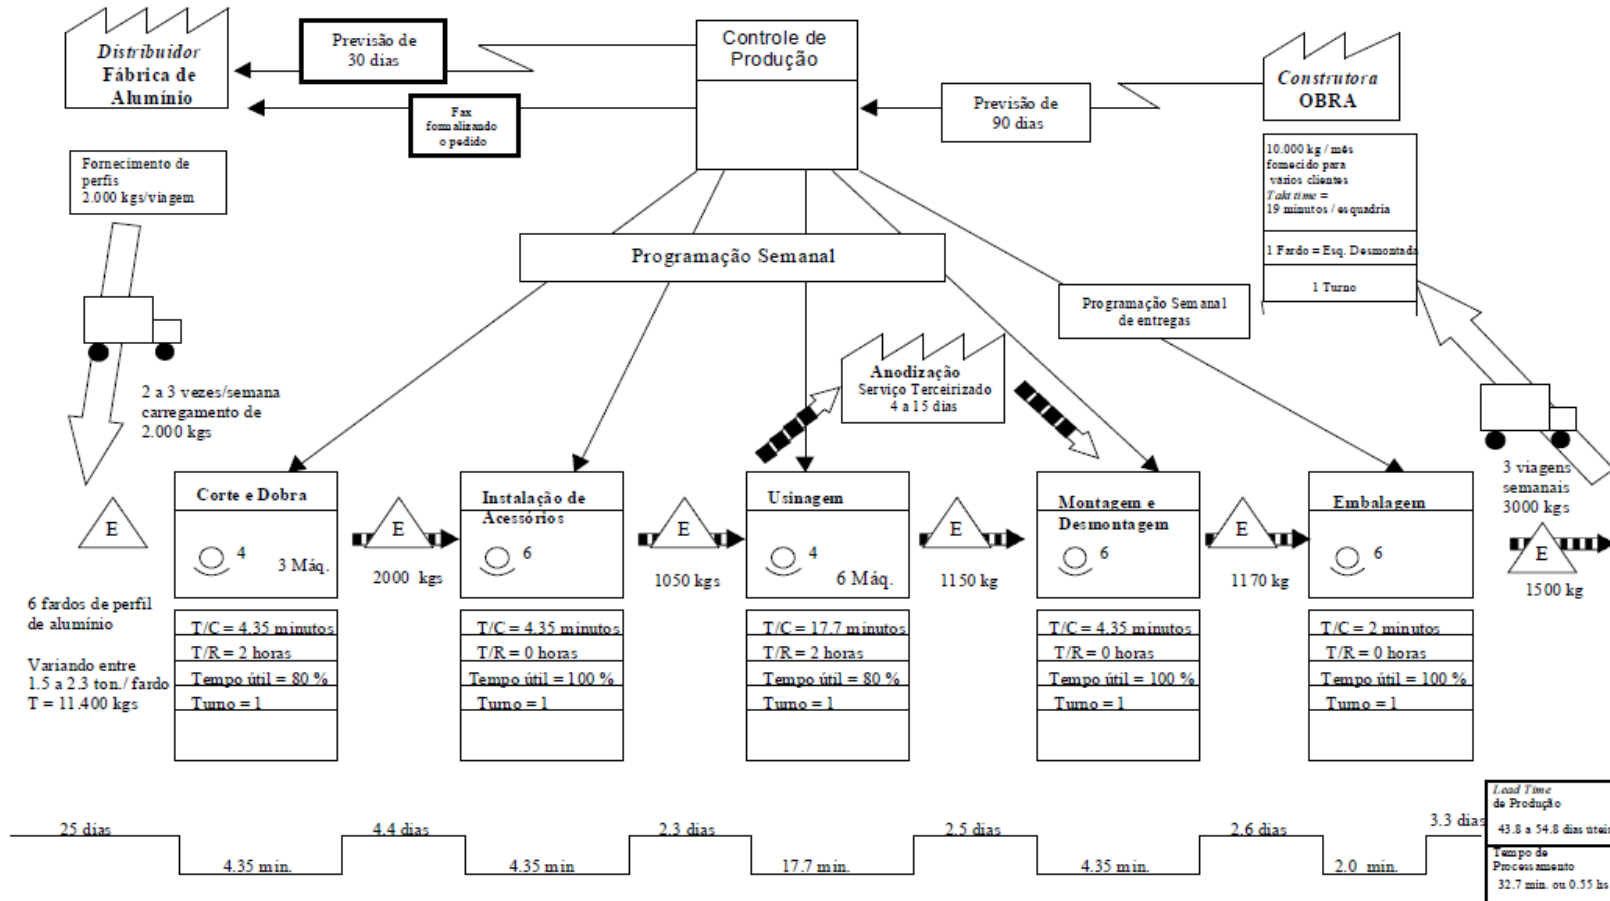 Distribuidor
Fábrica de
Alumínio
Previsão de
30 dias
Fax
formalizando
o pedido
Controle de
Produção
Previsão de
90 dias
Construtora
OBRA
Fornecimento de
perfis
2.000 kgs/viagem
10.000 kg / mês
fornecido para
vários clientes
Takt time =
19 minutos / esquadria
1 Fardo = Esq. Desmontada
1 Turno
Programação Semanal
Programação Semanal
de entregas
Anodização
Serviço Terceirizado
4 a 15 dias
2 a 3 vezes/semana
carregamento de
2.000 kgs
3 viagens
semanais
3000 kgs
E
Corte e Dobra
4
3 Máq.
E
2000 kgs
Instalação de
Acessórios
6
E
1050 kgs
Usinagem
4
6 Máq.
E
1150 kg
Montagem e
Desmontagem
6
E
1170 kg
Embalagem
6
E
1500 kg
6 fardos de perfil
de alumínio
Variando entre
1.5 a 2.3 ton./ fardo
T = 11.400 kgs
T/C = 4.35 minutos
T/R = 2 horas
Tempo útil = 80 %
Turno = 1
T/C = 4.35 minutos
T/R = 0 horas
Tempo útil = 100 %
Turno = 1
T/C = 17.7 minutos
T/R = 2 horas
Tempo útil = 80 %
Turno = 1
T/C = 4.35 minutos
T/R = 0 horas
Tempo útil = 100 %
Turno = 1
T/C = 2 minutos
T/R = 0 horas
Tempo útil = 100 %
Turno = 1
25 dias
4.35 min.
4.4 dias
4.35 min
2.3 dias
17.7 min.
2.5 dias
4.35 min.
2.6 dias
2.0 min.
3.3 dias
Lead Time
de Produção
43.8 a 54.8 dias útei
Tempo de
Processamento
32.7 min. ou 0.55 hs